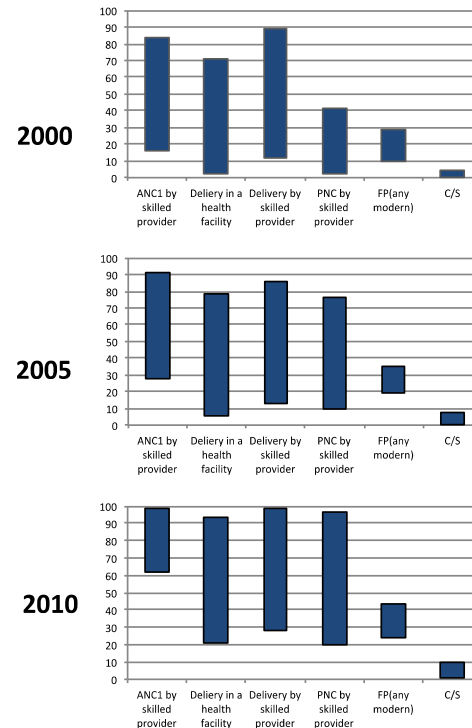 2000
100
90
80
70
60
50
40
30
20
10
0
ANC1 by skilled provider
Deliery in a health facility
Delivery by skilled provider
PNC by skilled provider
FP(any modern)
C/S
2005
100
90
80
70
60
50
40
30
20
10
0
ANC1 by skilled provider
Deliery in a health facility
Delivery by skilled provider
PNC by skilled provider
FP(any modern)
C/S
2010
100
90
80
70
60
50
40
30
20
10
0
ANC1 by skilled provider
Deliery in a health facility
Delivery by skilled provider
PNC by skilled provider
FP(any modern)
C/S